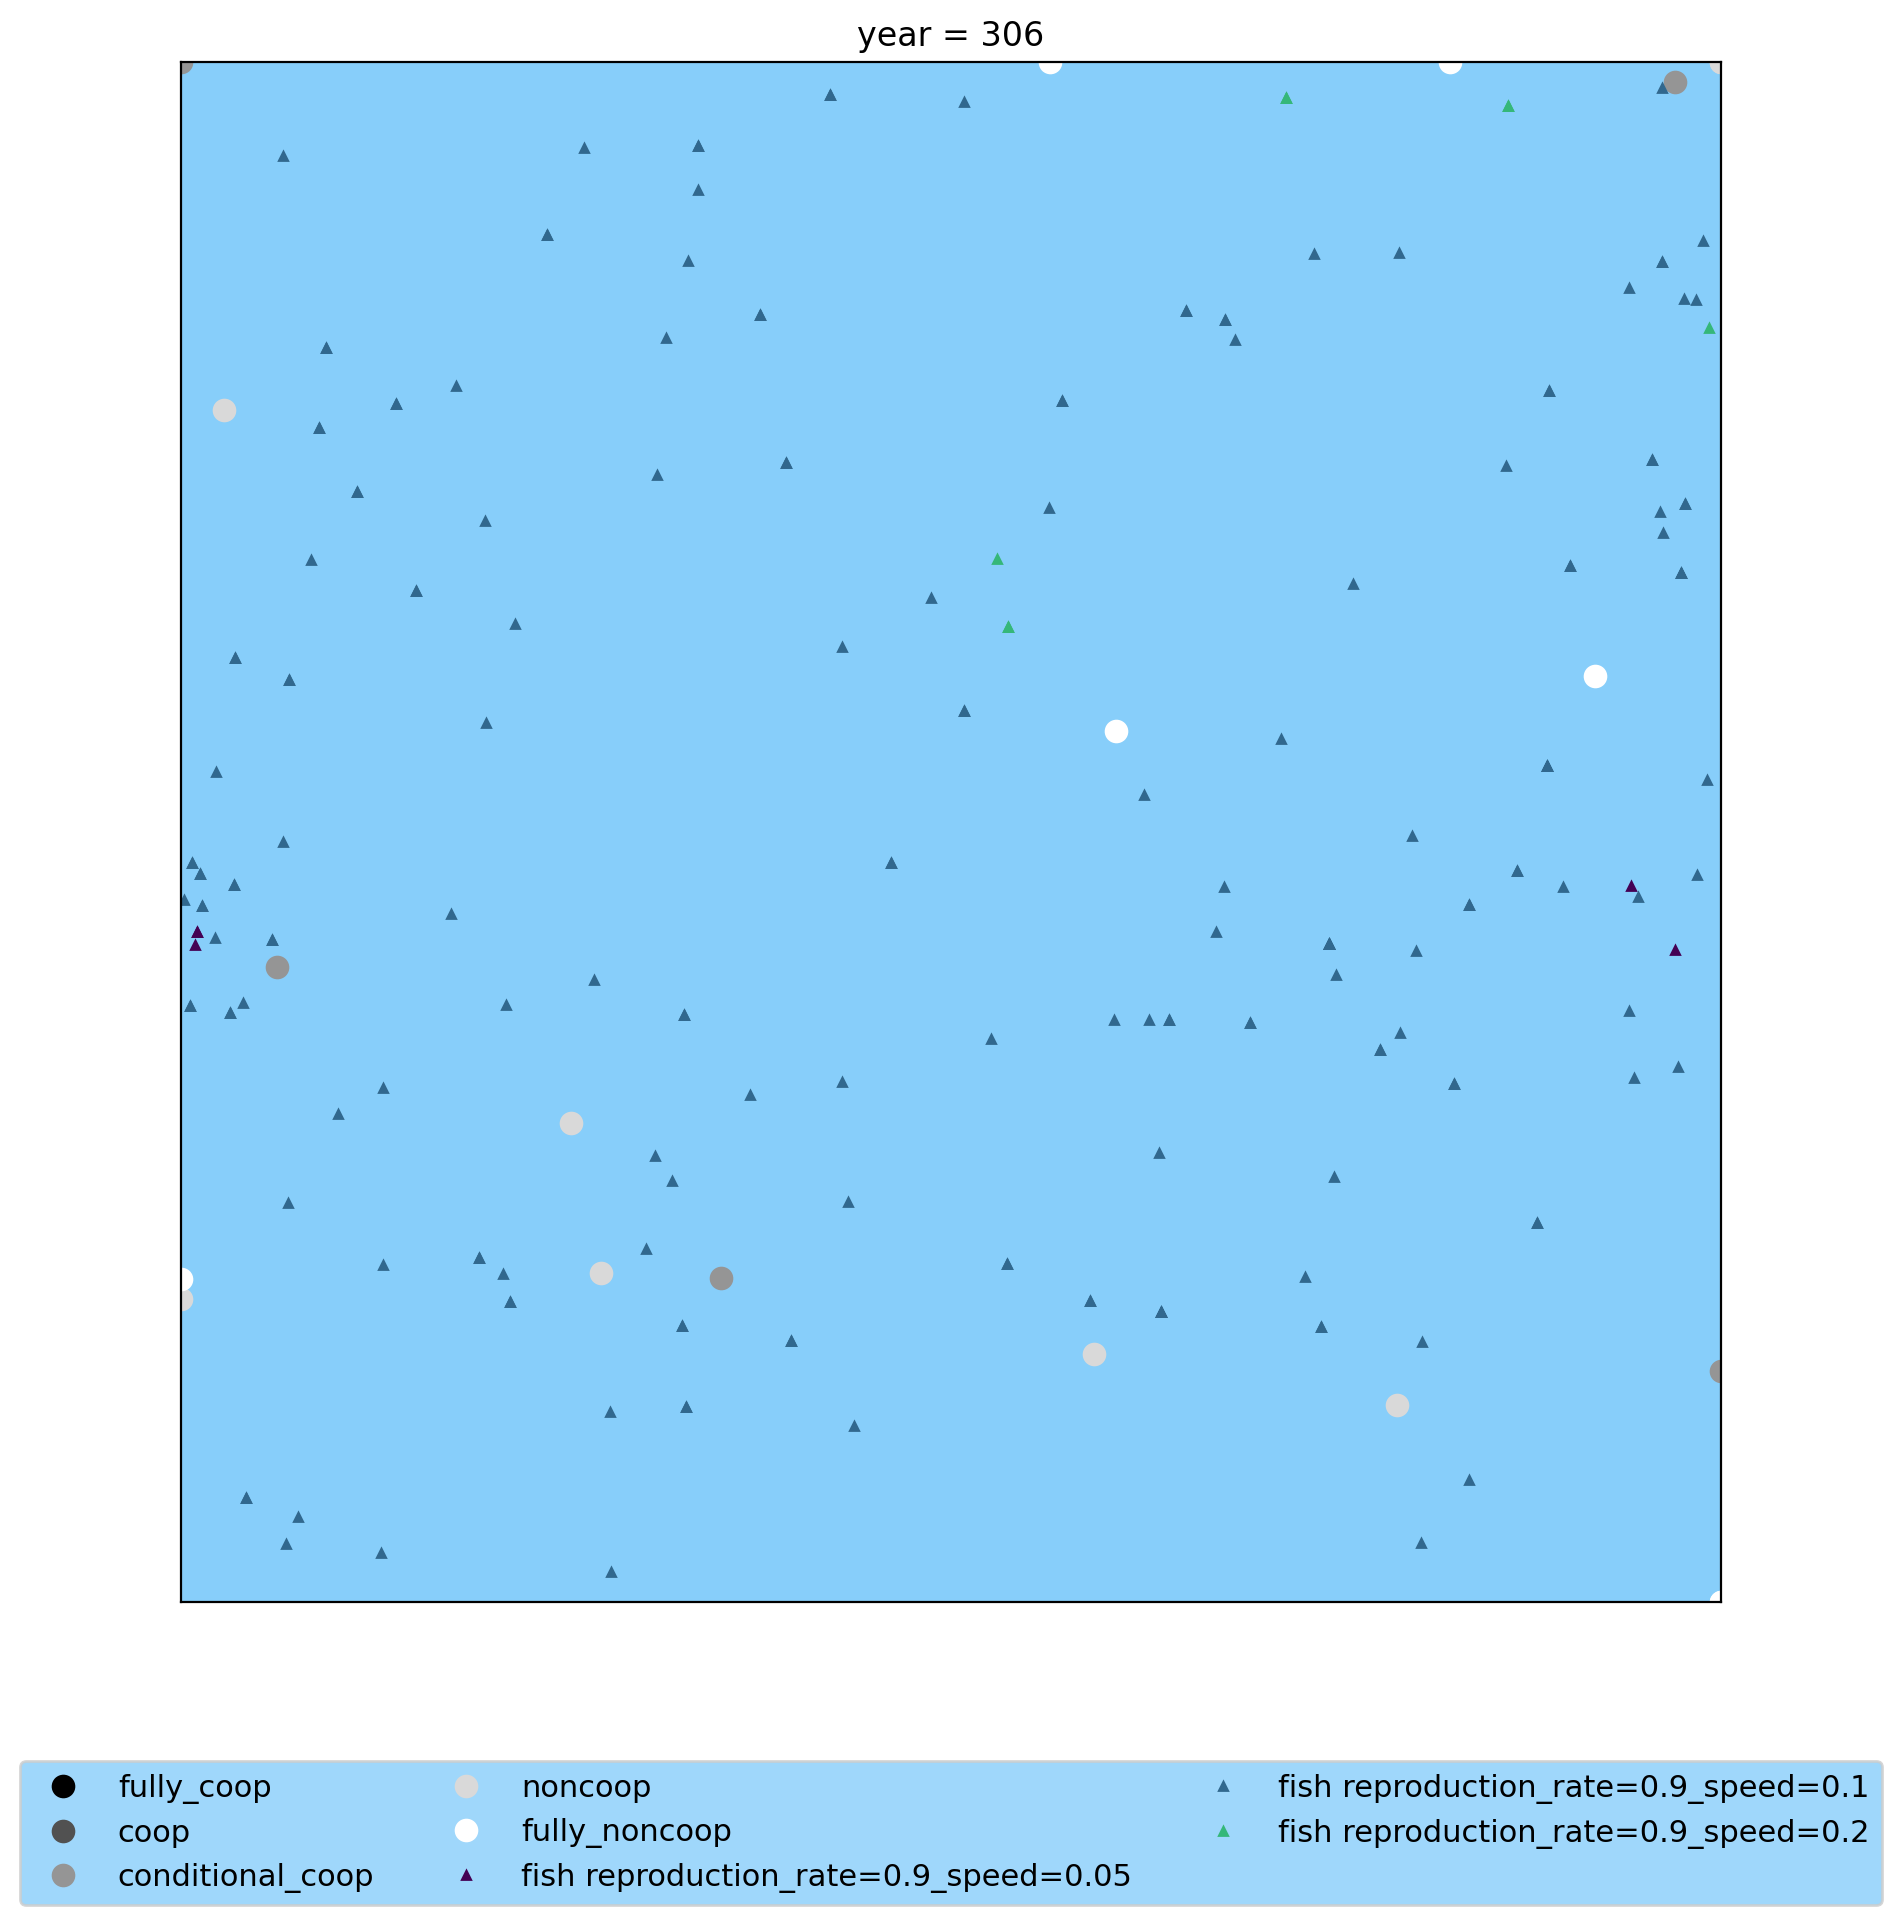 year = 306
fully_coop
coop
conditional_coop
noncoop
fully_noncoop
fish reproduction_rate=0.9_speed=0.05
fish reproduction_rate=0.9_speed=0.1
fish reproduction_rate=0.9_speed=0.2